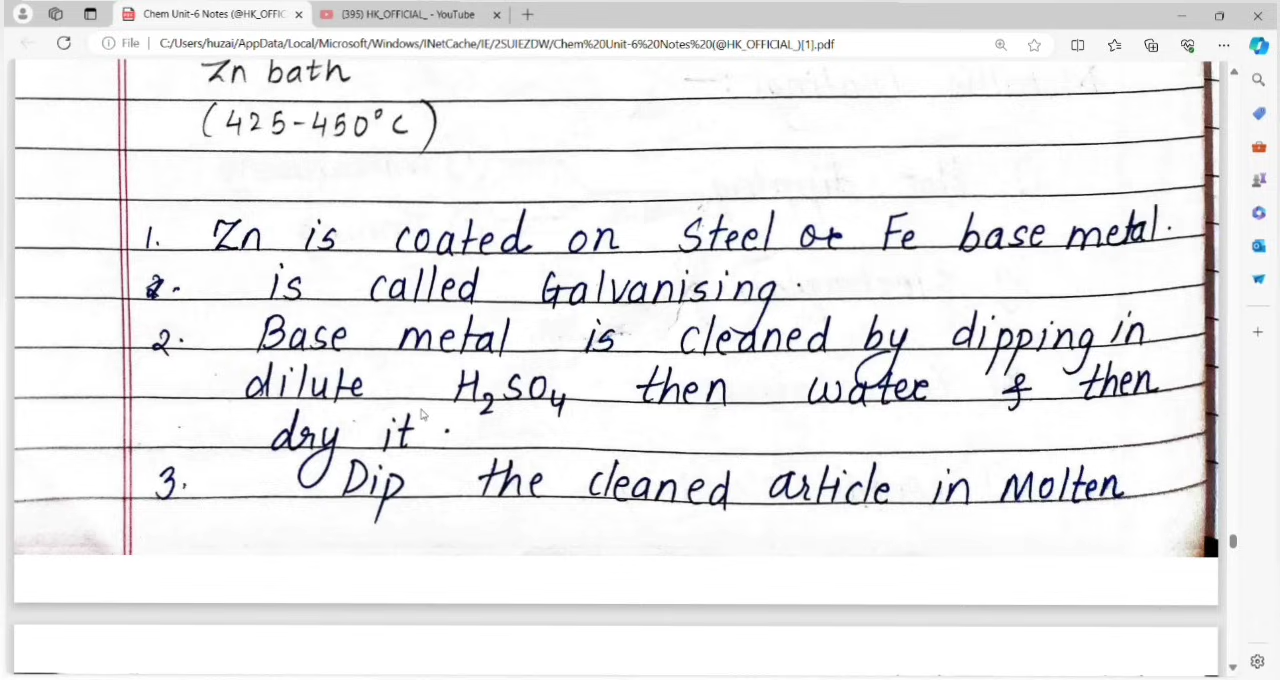 Chem Unit-6 Notes (@HK_OFFIC
(395) HK_OFFICIAL_ - YouTube
File
C:/Users/huzai/AppData/Local/Microsoft/Windows/INetCache/IE/2SUIEZDW/Chem%20Unit-6%20Notes%20(@HK_OFFICIAL_)[1].pdf
Zn bath
(425-450°C)
1. Zn is coated on Steel or Fe base metal.
is called Galvanising.
2. Base metal is cleaned by dipping in
dilute H₂SO₄ then water & then
dry it.
3. Dip the cleaned article in Molten